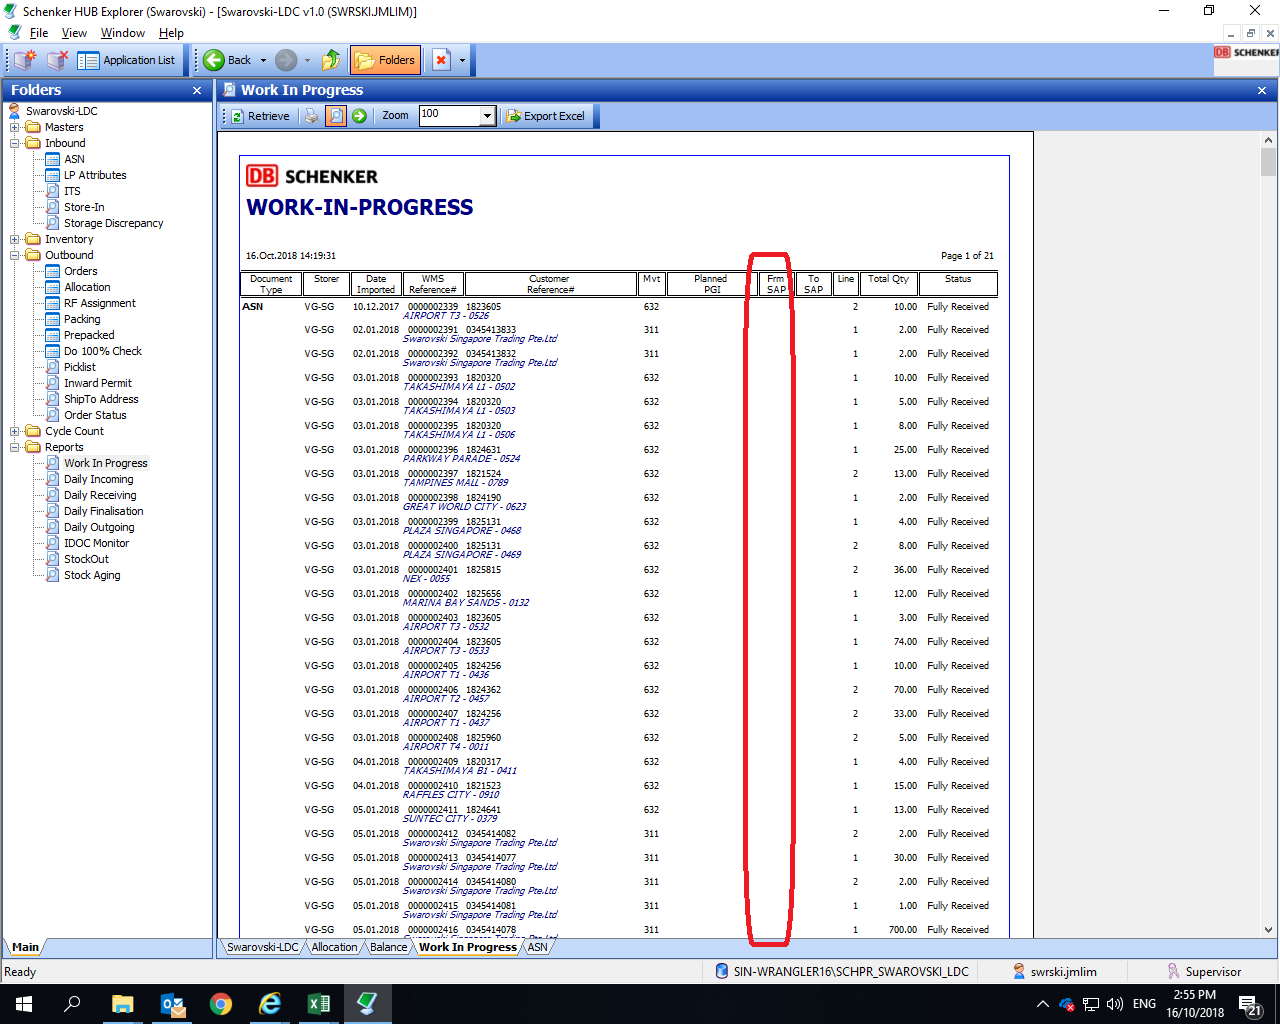 Schenker HUB Explorer (Swarovski) - [Swarovski-LDC v1.0 (SWRSKI.JMLIM)]
File View Window Help
Application List Back Folders DB SCHENKER
Folders
Swarovski-LDC
Masters
Inbound
ASN
LP Attributes
ITS
Store-In
Storage Discrepancy
Inventory
Outbound
Orders
Allocation
RF Assignment
Packing
Prepacked
Do 100% Check
Picklist
Inward Permit
ShipTo Address
Order Status
Cycle Count
Reports
Work In Progress
Daily Incoming
Daily Receiving
Daily Finalisation
Daily Outgoing
IDOC Monitor
StockOut
Stock Aging
Main
Work In Progress
Retrieve Zoom 100 Export Excel
DB SCHENKER
WORK-IN-PROGRESS
16.Oct.2018 14:19:31 Page 1 of 21
Document Storer Date WMS Customer Mvt Planned Frm To Line Total Qty Status
Type Imported Reference# Reference# PGI SAP SAP
ASN VG-SG 10.12.2017 0000002339 1823605 632 2 10.00 Fully Received
AIRPORT T3 - 0526
VG-SG 02.01.2018 0000002391 0345413833 311 1 2.00 Fully Received
Swarovski Singapore Trading Pte.Ltd
VG-SG 02.01.2018 0000002392 0345413832 311 1 2.00 Fully Received
Swarovski Singapore Trading Pte.Ltd
VG-SG 03.01.2018 0000002393 1820320 632 1 10.00 Fully Received
TAKASHIMAYA L1 - 0502
VG-SG 03.01.2018 0000002394 1820320 632 1 5.00 Fully Received
TAKASHIMAYA L1 - 0503
VG-SG 03.01.2018 0000002395 1820320 632 1 8.00 Fully Received
TAKASHIMAYA L1 - 0506
VG-SG 03.01.2018 0000002396 1824631 632 1 25.00 Fully Received
PARKWAY PARADE - 0524
VG-SG 03.01.2018 0000002397 1821524 632 2 13.00 Fully Received
TAMPINES MALL - 0789
VG-SG 03.01.2018 0000002398 1824190 632 1 2.00 Fully Received
GREAT WORLD CITY - 0623
VG-SG 03.01.2018 0000002399 1825131 632 1 4.00 Fully Received
PLAZA SINGAPORE - 0468
VG-SG 03.01.2018 0000002400 1825131 632 2 8.00 Fully Received
PLAZA SINGAPORE - 0469
VG-SG 03.01.2018 0000002401 1825815 632 2 36.00 Fully Received
NEX - 0055
VG-SG 03.01.2018 0000002402 1825656 632 1 12.00 Fully Received
MARINA BAY SANDS - 0132
VG-SG 03.01.2018 0000002403 1823605 632 1 3.00 Fully Received
AIRPORT T3 - 0532
VG-SG 03.01.2018 0000002404 1823605 632 1 74.00 Fully Received
AIRPORT T3 - 0533
VG-SG 03.01.2018 0000002405 1824256 632 1 10.00 Fully Received
AIRPORT T1 - 0436
VG-SG 03.01.2018 0000002406 1824362 632 2 70.00 Fully Received
AIRPORT T2 - 0457
VG-SG 03.01.2018 0000002407 1824256 632 2 33.00 Fully Received
AIRPORT T1 - 0437
VG-SG 03.01.2018 0000002408 1825960 632 2 5.00 Fully Received
AIRPORT T4 - 0011
VG-SG 04.01.2018 0000002409 1820317 632 1 4.00 Fully Received
TAKASHIMAYA B1 - 0411
VG-SG 04.01.2018 0000002410 1821523 632 1 15.00 Fully Received
RAFFLES CITY - 0910
VG-SG 05.01.2018 0000002411 1824641 632 1 13.00 Fully Received
SUNTEC CITY - 0379
VG-SG 05.01.2018 0000002412 0345414082 311 2 2.00 Fully Received
Swarovski Singapore Trading Pte.Ltd
VG-SG 05.01.2018 0000002413 0345414077 311 1 30.00 Fully Received
Swarovski Singapore Trading Pte.Ltd
VG-SG 05.01.2018 0000002414 0345414080 311 2 2.00 Fully Received
Swarovski Singapore Trading Pte.Ltd
VG-SG 05.01.2018 0000002415 0345414081 311 1 1.00 Fully Received
Swarovski Singapore Trading Pte.Ltd
VG-SG 05.01.2018 0000002416 0345414078 311 1 700.00 Fully Received
Swarovski-LDC Allocation Balance Work In Progress ASN
Ready SIN-WRANGLER16\SCHPR_SWAROVSKI_LDC swrski.jmlim Supervisor
ENG 2:55 PM
16/10/2018 21